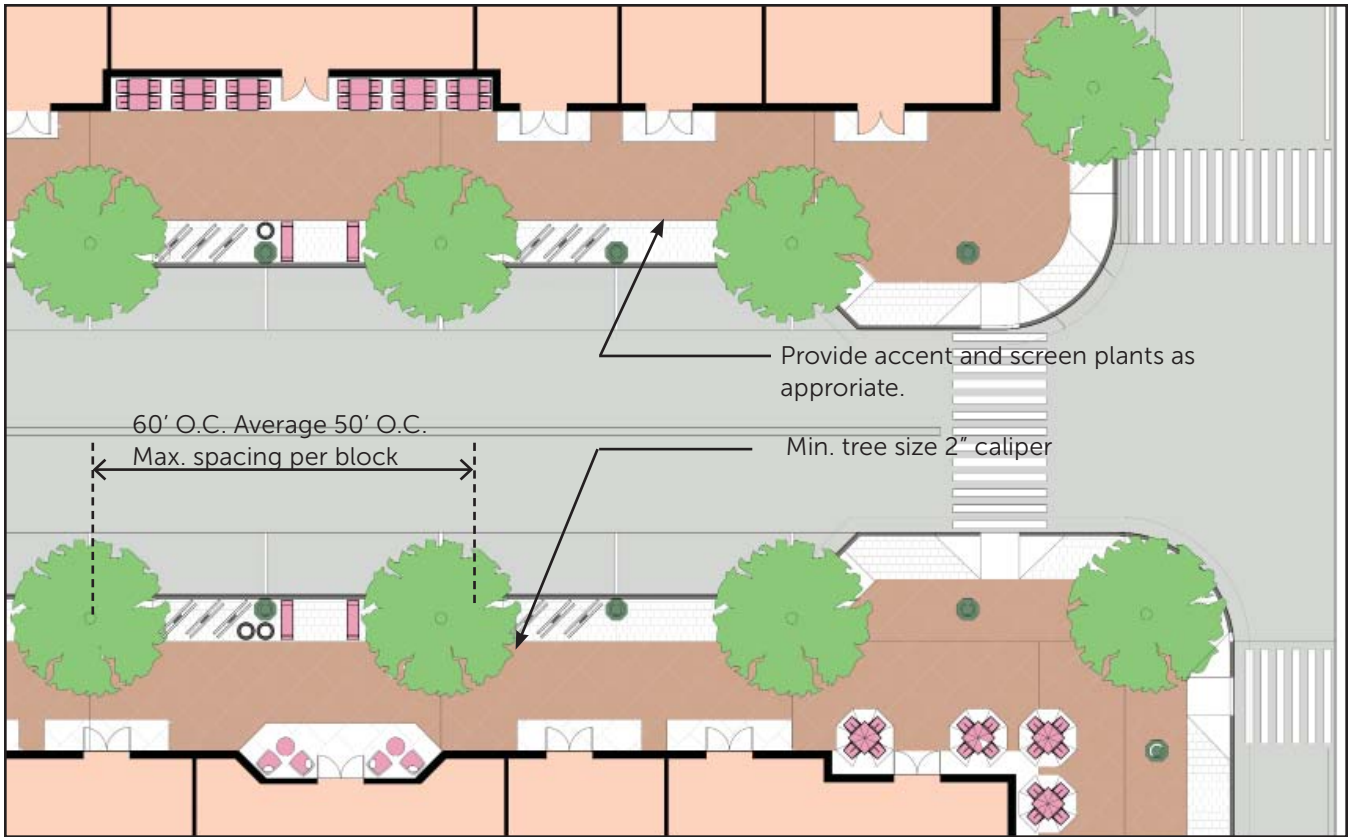 Provide accent and screen plants as
approriate.
60’ O.C. Average 50’ O.C.
Max. spacing per block
Min. tree size 2” caliper